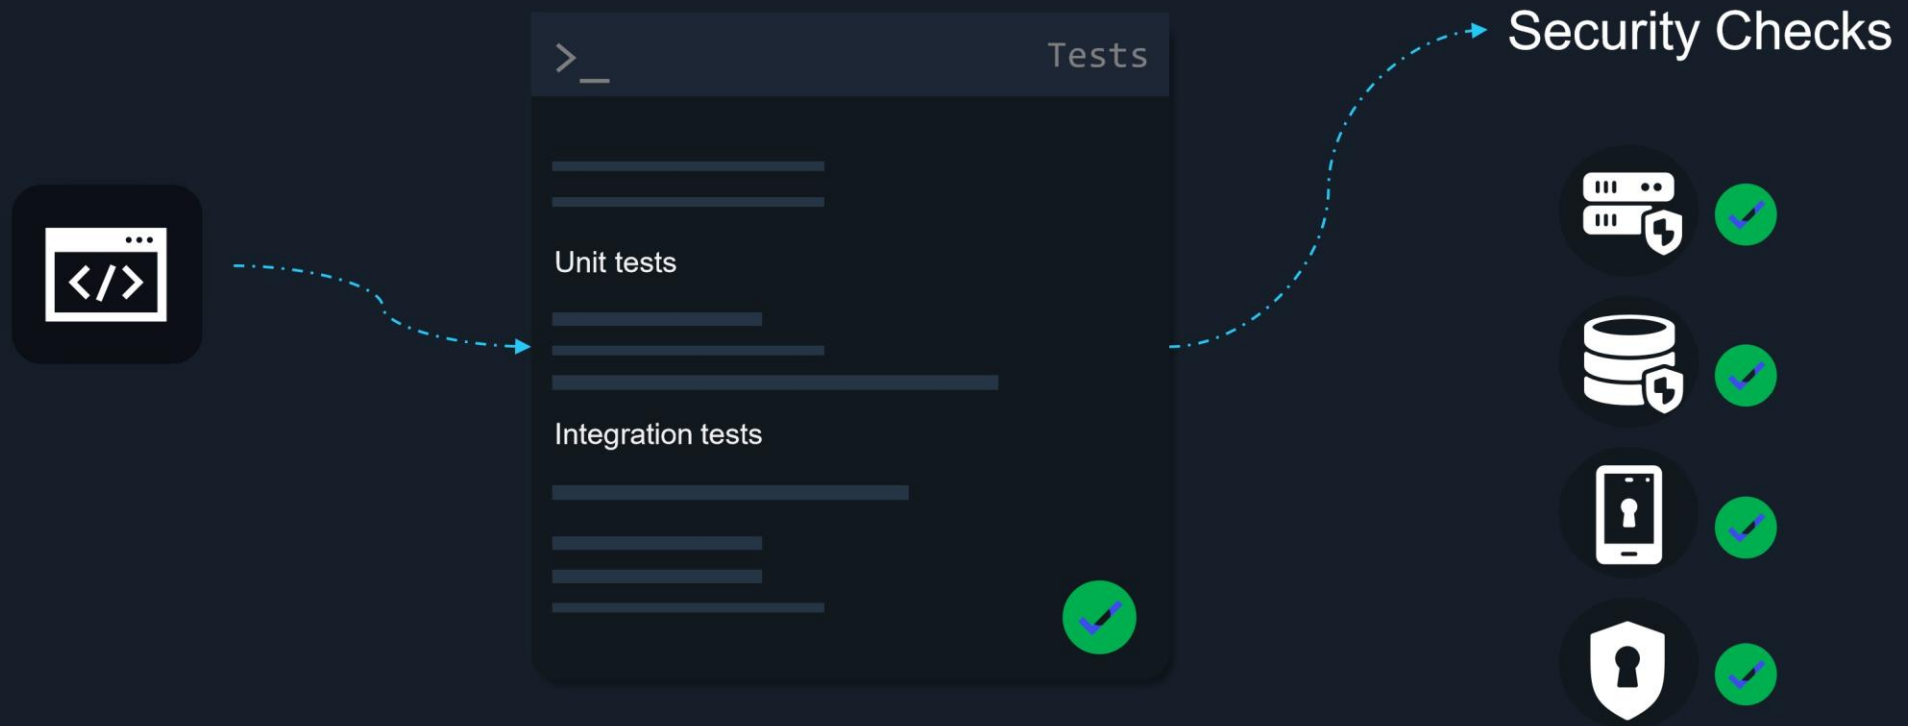 >_ Tests
Security Checks
</>
Unit tests
Integration tests